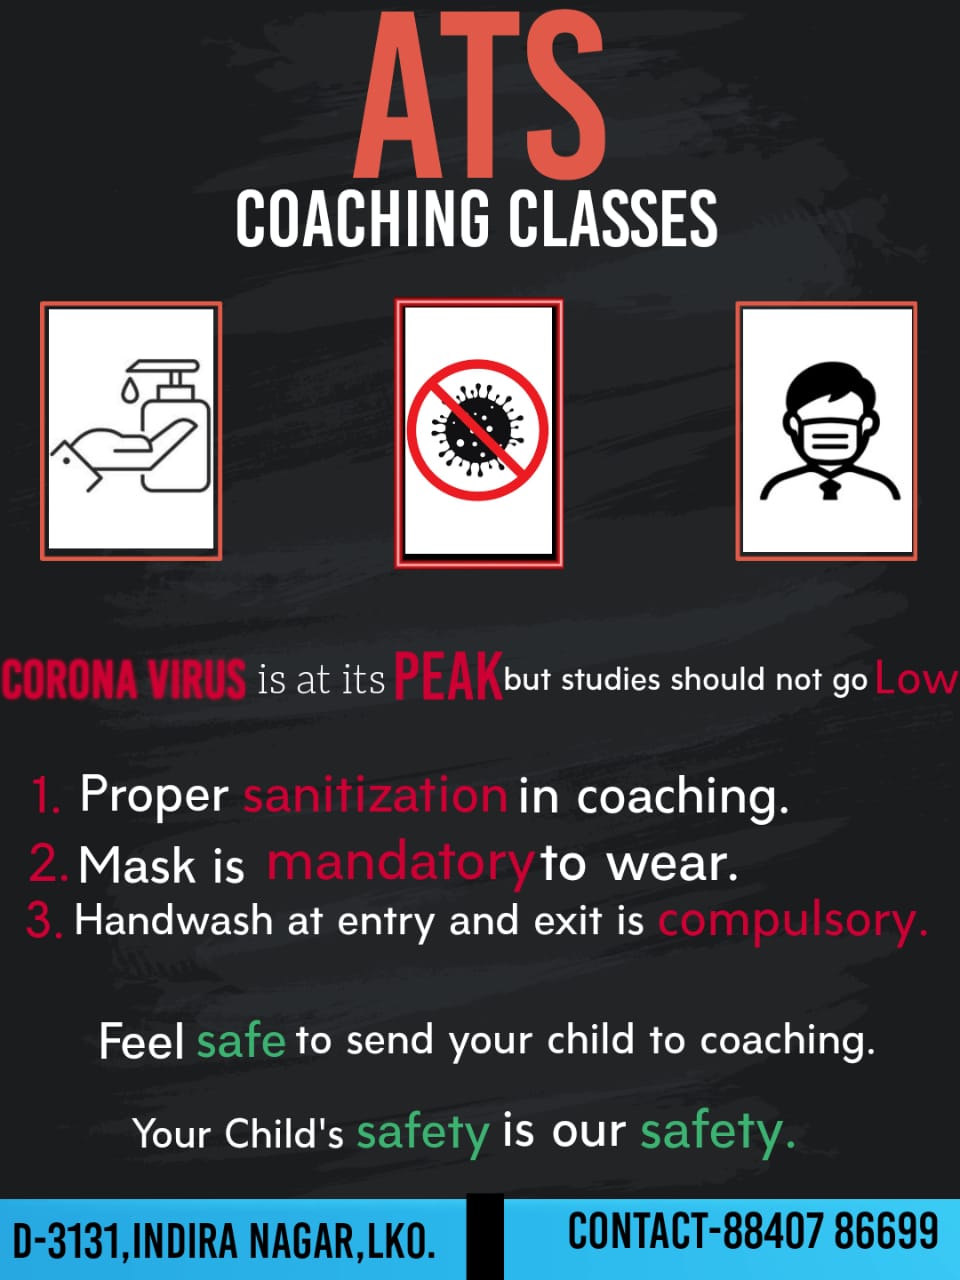 ATS
COACHING CLASSES
CORONA VIRUS is at its PEAK but studies should not go Low
1. Proper sanitization in coaching.
2. Mask is mandatory to wear.
3. Handwash at entry and exit is compulsory.
Feel safe to send your child to coaching.
Your Child's safety is our safety.
D-3131,INDIRA NAGAR,LKO.
CONTACT-88407 86699